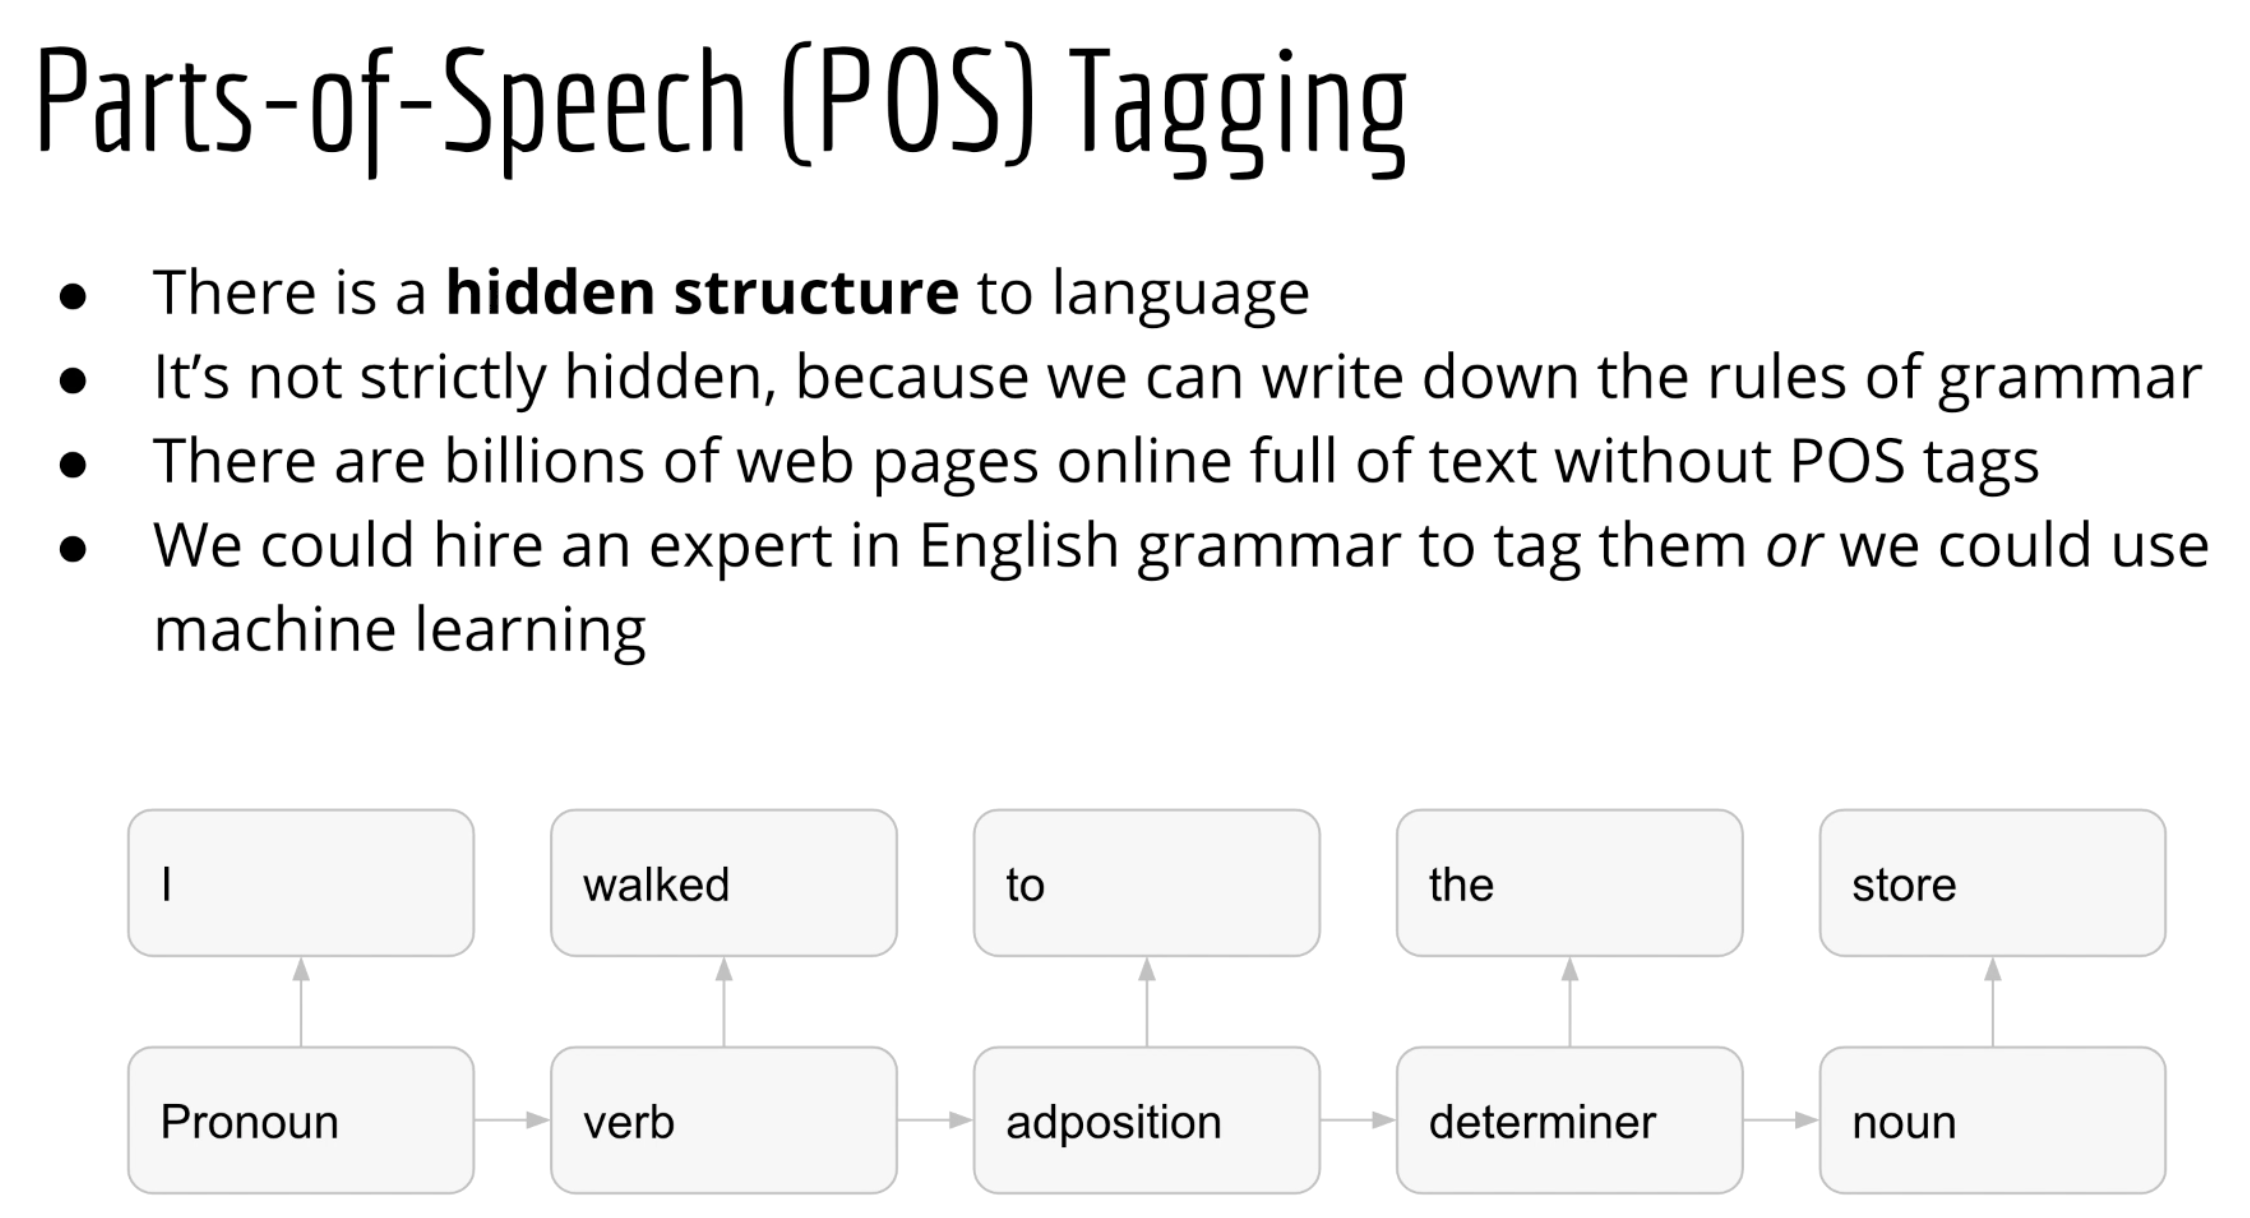 Parts-of-Speech (POS) Tagging
● There is a hidden structure to language
● It’s not strictly hidden, because we can write down the rules of grammar
● There are billions of web pages online full of text without POS tags
● We could hire an expert in English grammar to tag them or we could use
machine learning
I walked to the store
Pronoun verb adposition determiner noun